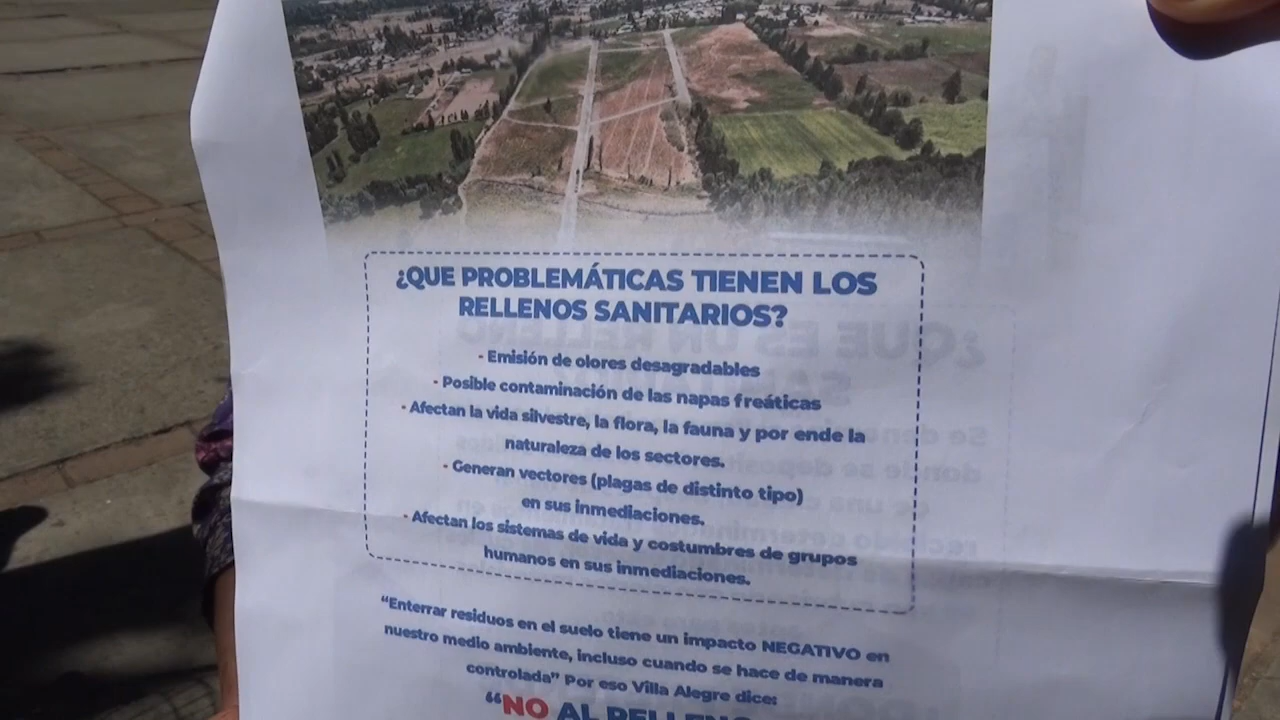 ¿QUE PROBLEMÁTICAS TIENEN LOS
RELLENOS SANITARIOS?
- Emisión de olores desagradables
- Posible contaminación de las napas freáticas
- Afectan la vida silvestre, la flora, la fauna y por ende la
naturaleza de los sectores.
- Generan vectores (plagas de distinto tipo)
en sus inmediaciones.
- Afectan los sistemas de vida y costumbres de grupos
humanos en sus inmediaciones.
“Enterrar residuos en el suelo tiene un impacto NEGATIVO en
nuestro medio ambiente, incluso cuando se hace de manera
controlada” Por eso Villa Alegre dice:
“NO AL RELLENO